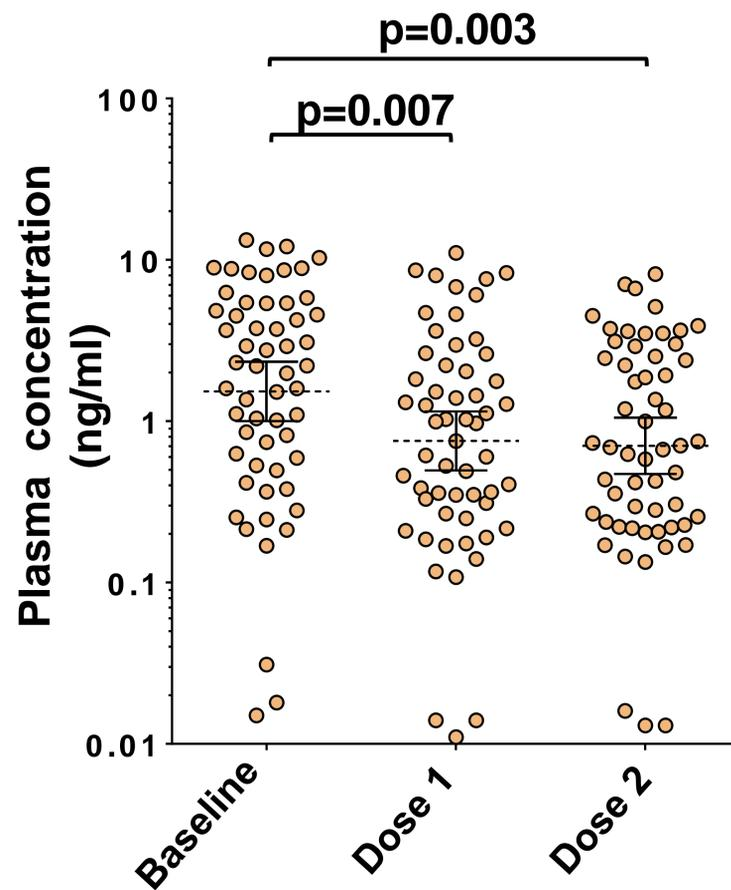 p=0.003
p=0.007
Plasma concentration
(ng/ml)
100
10
1
0.1
0.01
Baseline
Dose 1
Dose 2